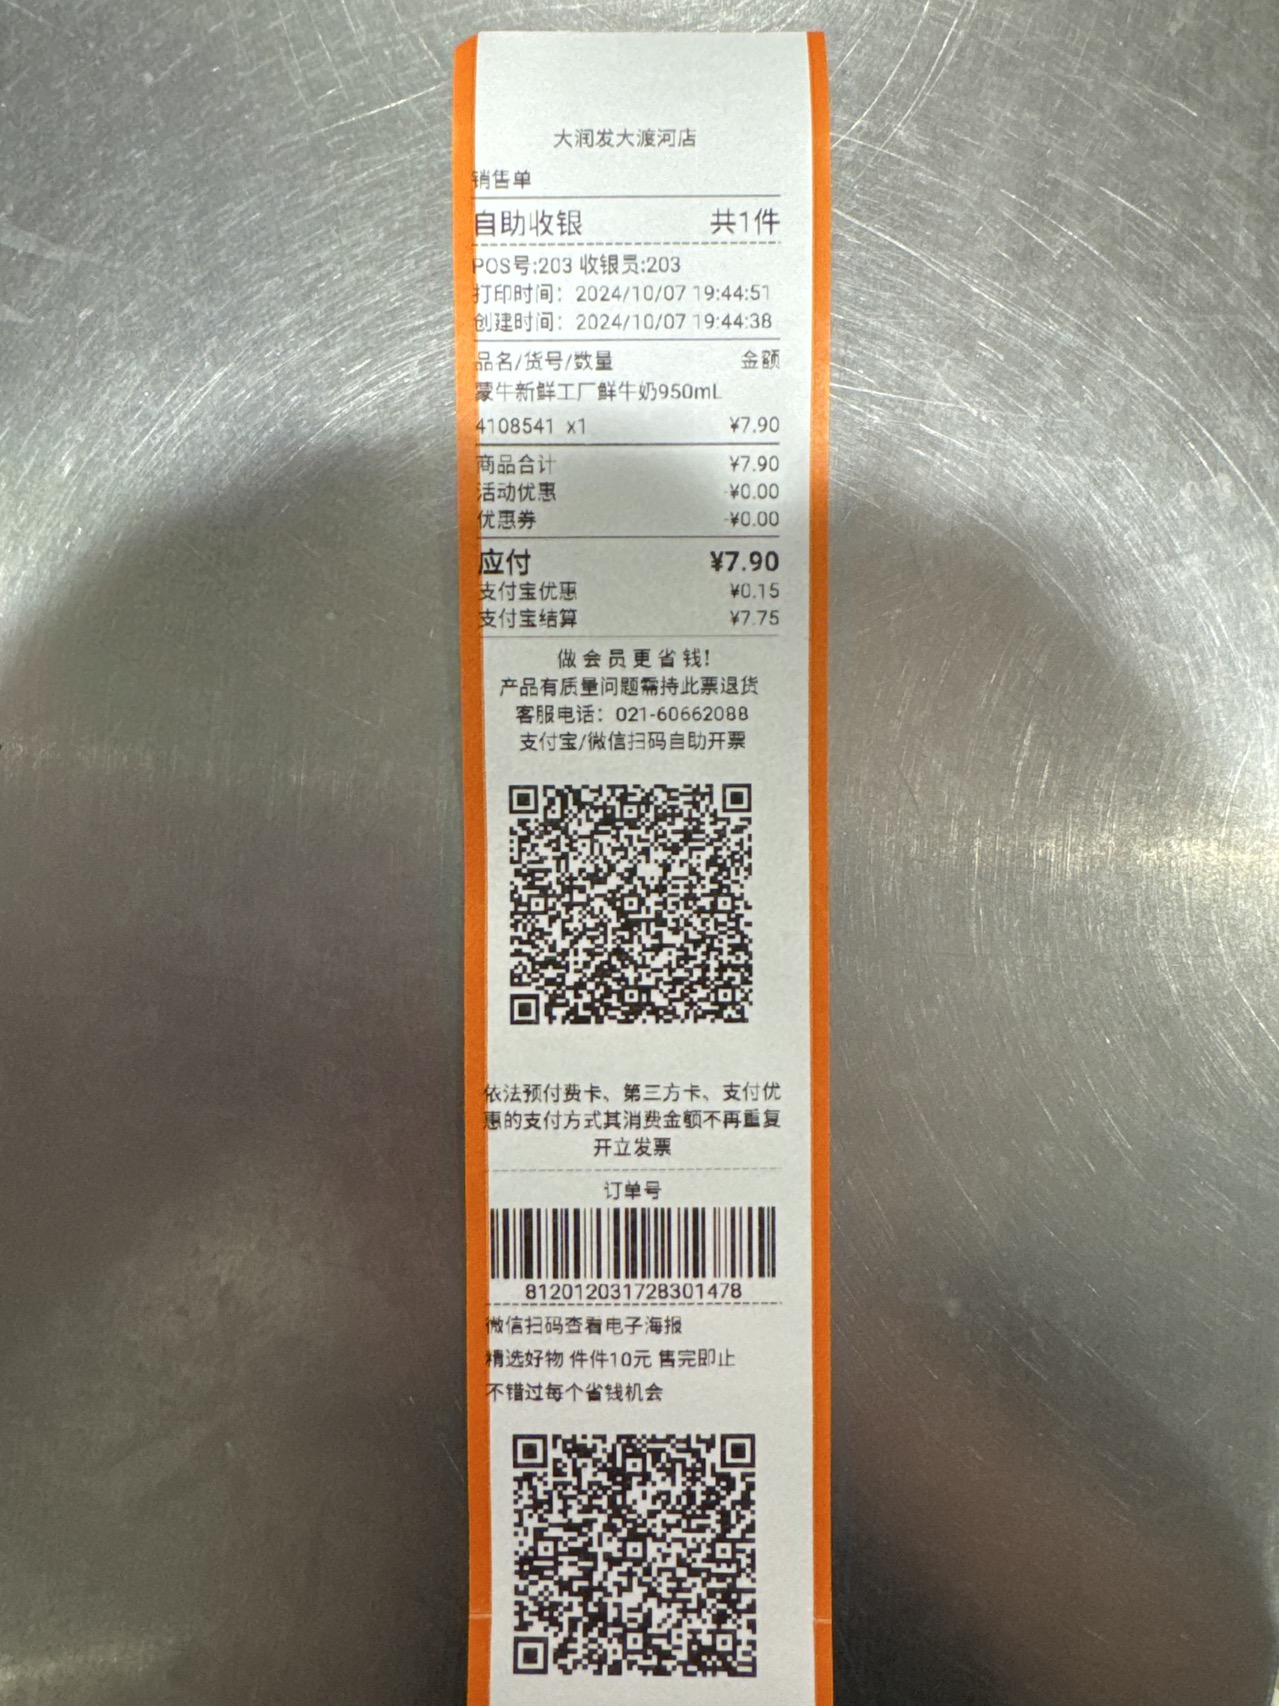 大润发大渡河店
销售单
自助收银 共1件
POS号:203 收银员:203
打印时间：2024/10/07 19:44:51
创建时间：2024/10/07 19:44:38
品名/货号/数量 金额
蒙牛新鲜工厂鲜牛奶950mL
4108541 x1 ¥7.90
商品合计 ¥7.90
活动优惠 -¥0.00
优惠券 -¥0.00
应付 ¥7.90
支付宝优惠 ¥0.15
支付宝结算 ¥7.75
做会员更省钱!
产品有质量问题需持此票退货
客服电话：021-60662088
支付宝/微信扫码自助开票
依法预付费卡、第三方卡、支付优
惠的支付方式其消费金额不再重复
开立发票
订单号
812012031728301478
微信扫码查看电子海报
精选好物 件件10元 售完即止
不错过每个省钱机会